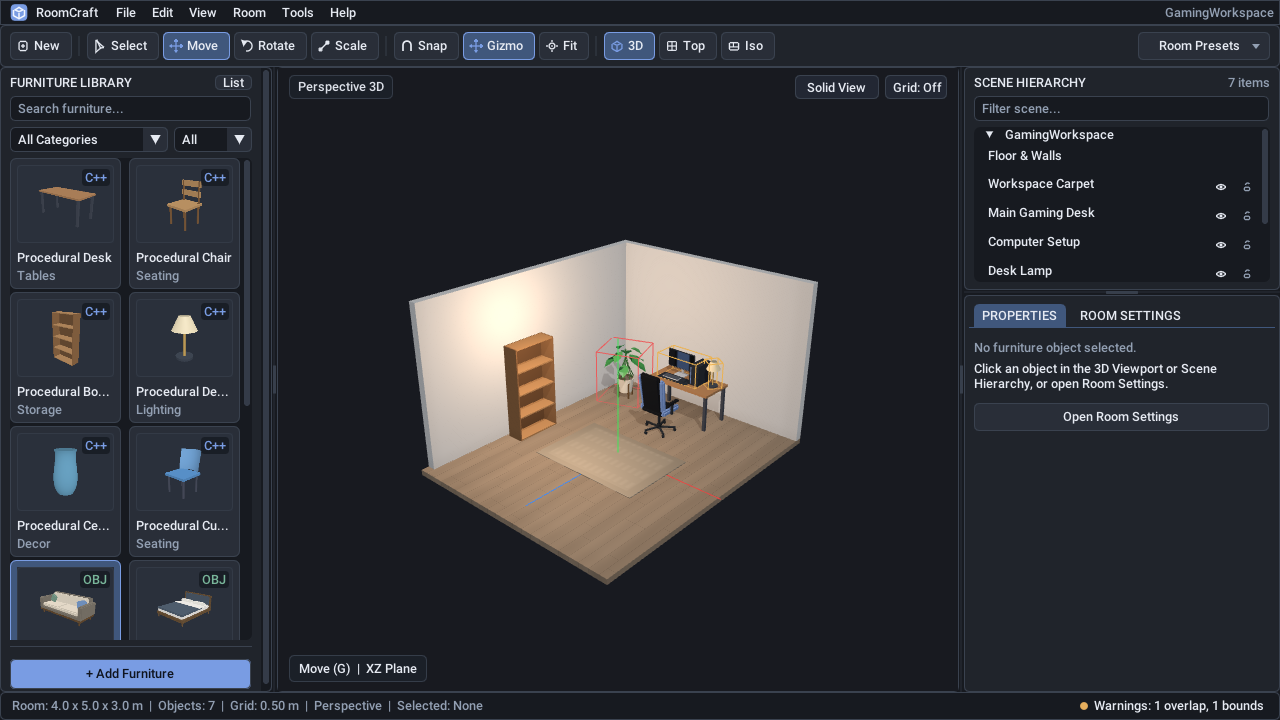 RoomCraft File Edit View Room Tools Help GamingWorkspace
New Select Move Rotate Scale Snap Gizmo Fit 3D Top Iso Room Presets
FURNITURE LIBRARY List
Search furniture...
All Categories All
C++ C++
Procedural Desk Procedural Chair
Tables Seating
C++ C++
Procedural Bo... Procedural De...
Storage Lighting
C++ C++
Procedural Ce... Procedural Cu...
Decor Seating
OBJ OBJ
+ Add Furniture
Perspective 3D Solid View Grid: Off
Move (G) | XZ Plane
SCENE HIERARCHY 7 items
Filter scene...
GamingWorkspace
Floor & Walls
Workspace Carpet
Main Gaming Desk
Computer Setup
Desk Lamp
PROPERTIES ROOM SETTINGS
No furniture object selected.
Click an object in the 3D Viewport or Scene
Hierarchy, or open Room Settings.
Open Room Settings
Room: 4.0 x 5.0 x 3.0 m | Objects: 7 | Grid: 0.50 m | Perspective | Selected: None Warnings: 1 overlap, 1 bounds